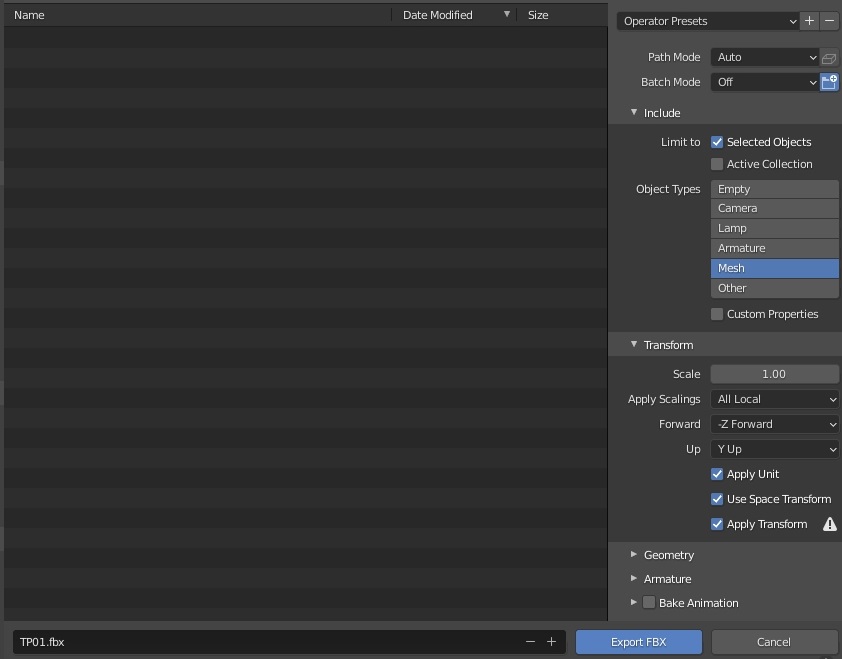 Name Date Modified Size
Operator Presets
Path Mode Auto
Batch Mode Off
Include
Limit to Selected Objects
Active Collection
Object Types Empty
Camera
Lamp
Armature
Mesh
Other
Custom Properties
Transform
Scale 1.00
Apply Scalings All Local
Forward -Z Forward
Up Y Up
Apply Unit
Use Space Transform
Apply Transform
Geometry
Armature
Bake Animation
TP01.fbx Export FBX Cancel